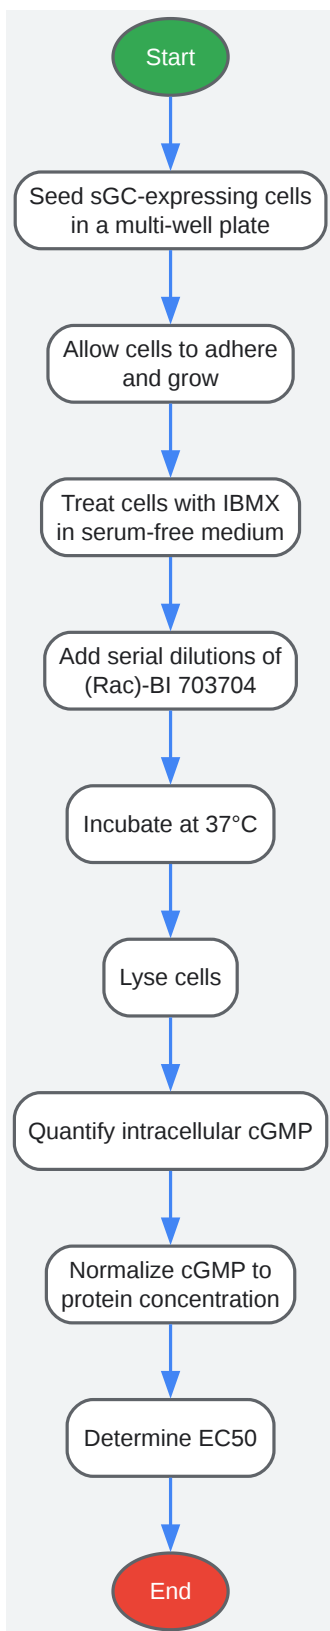 Start
Seed sGC-expressing cells
in a multi-well plate
Allow cells to adhere
and grow
Treat cells with IBMX
in serum-free medium
Add serial dilutions of
(Rac)-BI 703704
Incubate at 37°C
Lyse cells
Quantify intracellular cGMP
Normalize cGMP to
protein concentration
Determine EC50
End